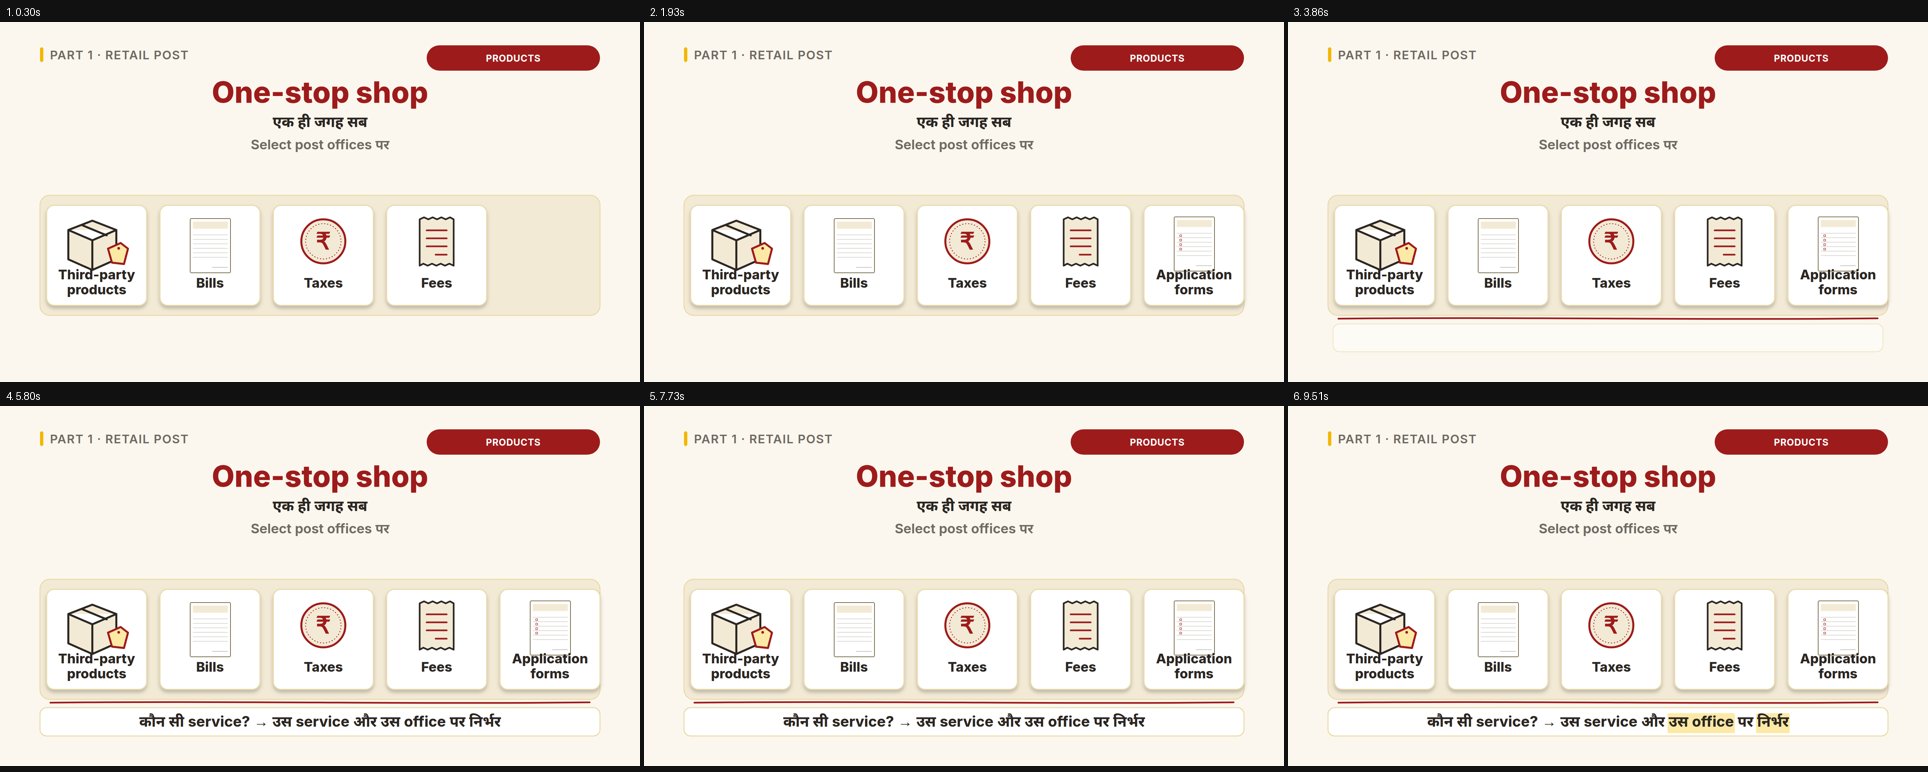 1. 0.30s
PART 1 · RETAIL POST
PRODUCTS
One-stop shop
एक ही जगह सब
Select post offices पर
Third-party
products
Bills
₹
Taxes
Fees
2. 1.93s
PART 1 · RETAIL POST
PRODUCTS
One-stop shop
एक ही जगह सब
Select post offices पर
Third-party
products
Bills
₹
Taxes
Fees
Application
forms
3. 3.86s
PART 1 · RETAIL POST
PRODUCTS
One-stop shop
एक ही जगह सब
Select post offices पर
Third-party
products
Bills
₹
Taxes
Fees
Application
forms
4. 5.80s
PART 1 · RETAIL POST
PRODUCTS
One-stop shop
एक ही जगह सब
Select post offices पर
Third-party
products
Bills
₹
Taxes
Fees
Application
forms
कौन सी service? → उस service और उस office पर निर्भर
5. 7.73s
PART 1 · RETAIL POST
PRODUCTS
One-stop shop
एक ही जगह सब
Select post offices पर
Third-party
products
Bills
₹
Taxes
Fees
Application
forms
कौन सी service? → उस service और उस office पर निर्भर
6. 9.51s
PART 1 · RETAIL POST
PRODUCTS
One-stop shop
एक ही जगह सब
Select post offices पर
Third-party
products
Bills
₹
Taxes
Fees
Application
forms
कौन सी service? → उस service और उस office पर निर्भर